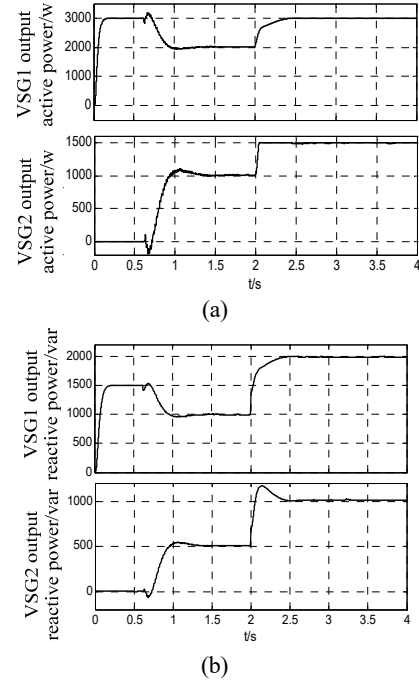 VSG1 output
active power/w
3000
2000
1000
0
VSG2 output
active power/w
1500
1000
500
0
0 0.5 1 1.5 2 2.5 3 3.5 4
t/s
(a)
VSG1 output
reactive power/var
2000
1500
1000
500
0
VSG2 output
reactive power/var
1000
500
0
0 0.5 1 1.5 2 2.5 3 3.5 4
t/s
(b)